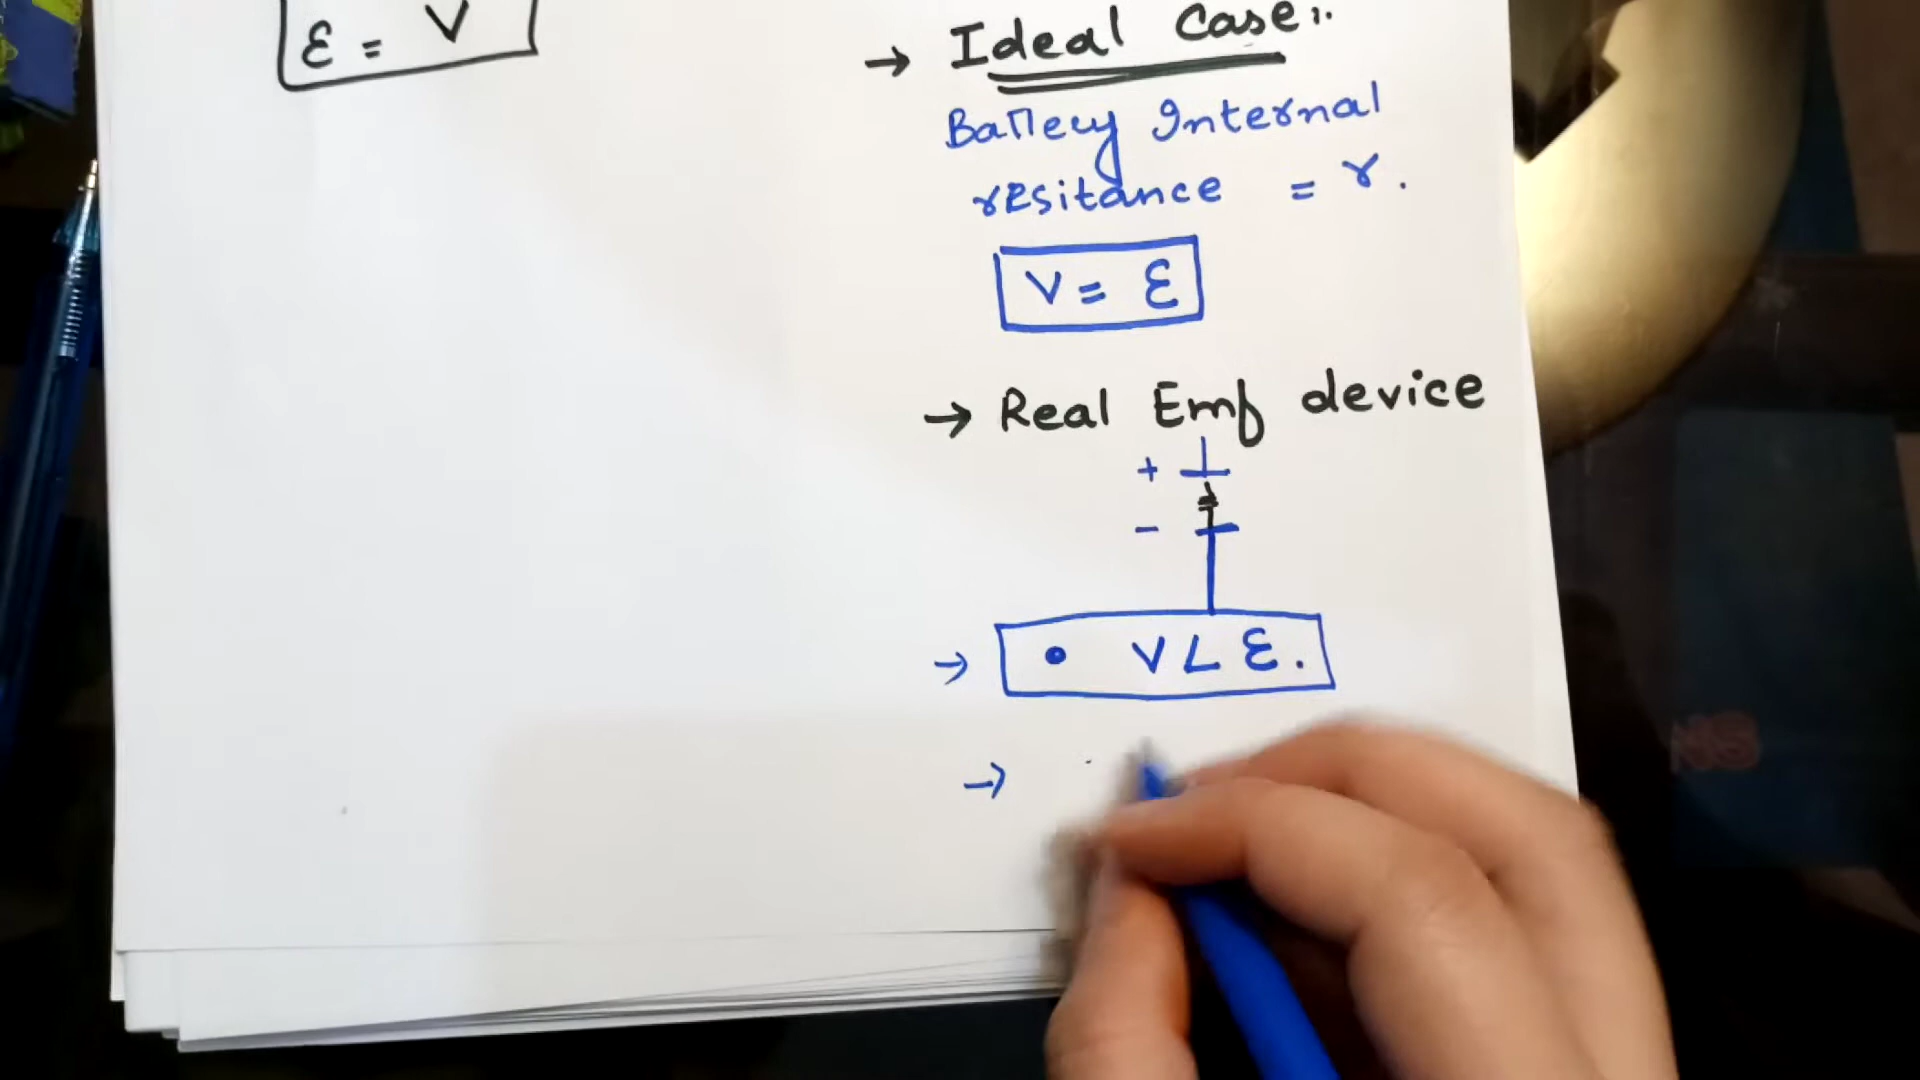 ε = V
→ Ideal Case:.
Battery Internal
resitance = r.
V = ε
→ Real Emf device
+
-
→ • V < ε.
→